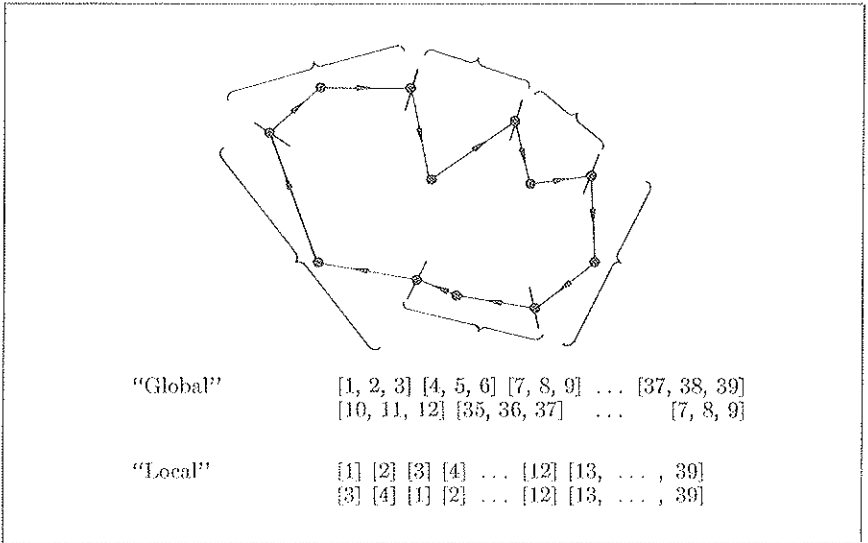 “Global” [1, 2, 3] [4, 5, 6] [7, 8, 9] ... [37, 38, 39]
[10, 11, 12] [35, 36, 37] ... [7, 8, 9]
“Local” [1] [2] [3] [4] ... [12] [13, ... , 39]
[3] [4] [1] [2] ... [12] [13, ... , 39]